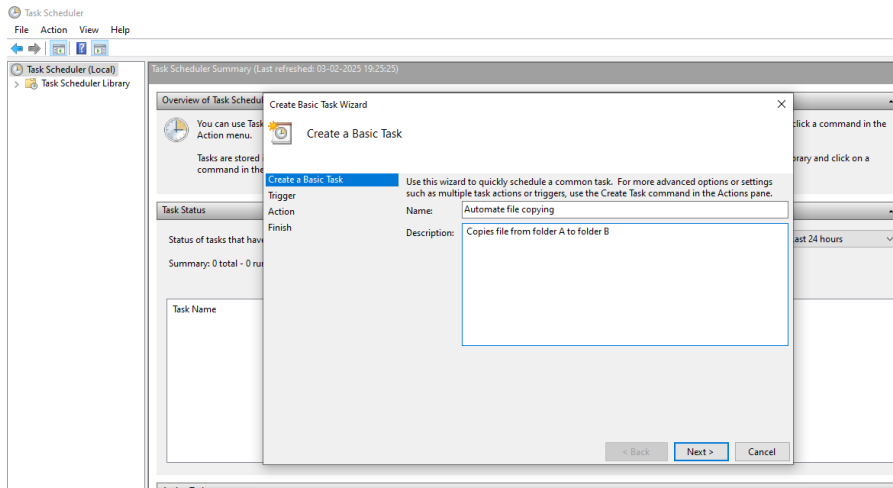 Task Scheduler
File Action View Help
Task Scheduler (Local)
Task Scheduler Library
Task Scheduler Summary (Last refreshed: 03-02-2025 19:25:25)
Overview of Task
You can use Task
click a command in the
Action menu.
Tasks are stored
library and click on a
command in the
Task Status
Status of tasks that
Last 24 hours
Summary: 0 total - 0
Task Name
Create Basic Task Wizard
Create a Basic Task
Create a Basic Task
Trigger
Action
Finish
Use this wizard to quickly schedule a common task. For more advanced options or settings
such as multiple task actions or triggers, use the Create Task command in the Actions pane.
Name: Automate file copying
Description: Copies file from folder A to folder B
< Back Next > Cancel